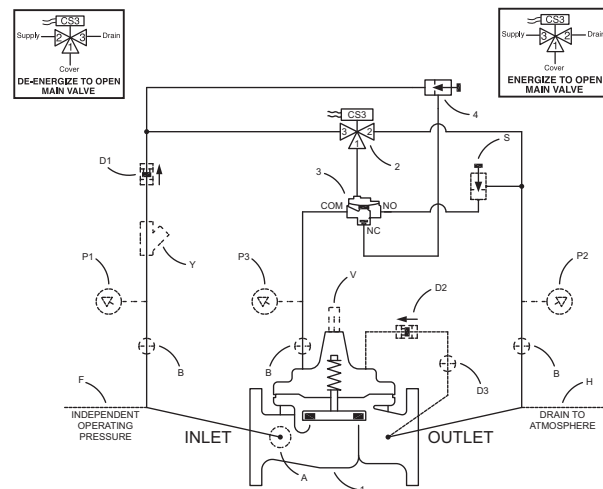 CS3
Supply 2 3 Drain
1
Cover
DE-ENERGIZE TO OPEN
MAIN VALVE
CS3
Supply 2 3 Drain
1
Cover
ENERGIZE TO OPEN
MAIN VALVE
4
CS3
3 2
1
2
S
D1
3
COM NO
NC
Y
P1
P3
V
D2
P2
B
B
D3
B
F
H
INDEPENDENT
OPERATING
PRESSURE
INLET
OUTLET
DRAIN TO
ATMOSPHERE
A
1